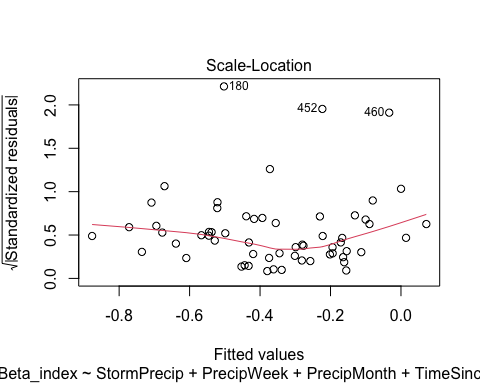 Scale-Location
√|Standardized residuals|
2.0
1.5
1.0
0.5
0.0
180
452
460
-0.8 -0.6 -0.4 -0.2 0.0
Fitted values
Beta_index ~ StormPrecip + PrecipWeek + PrecipMonth + TimeSinc